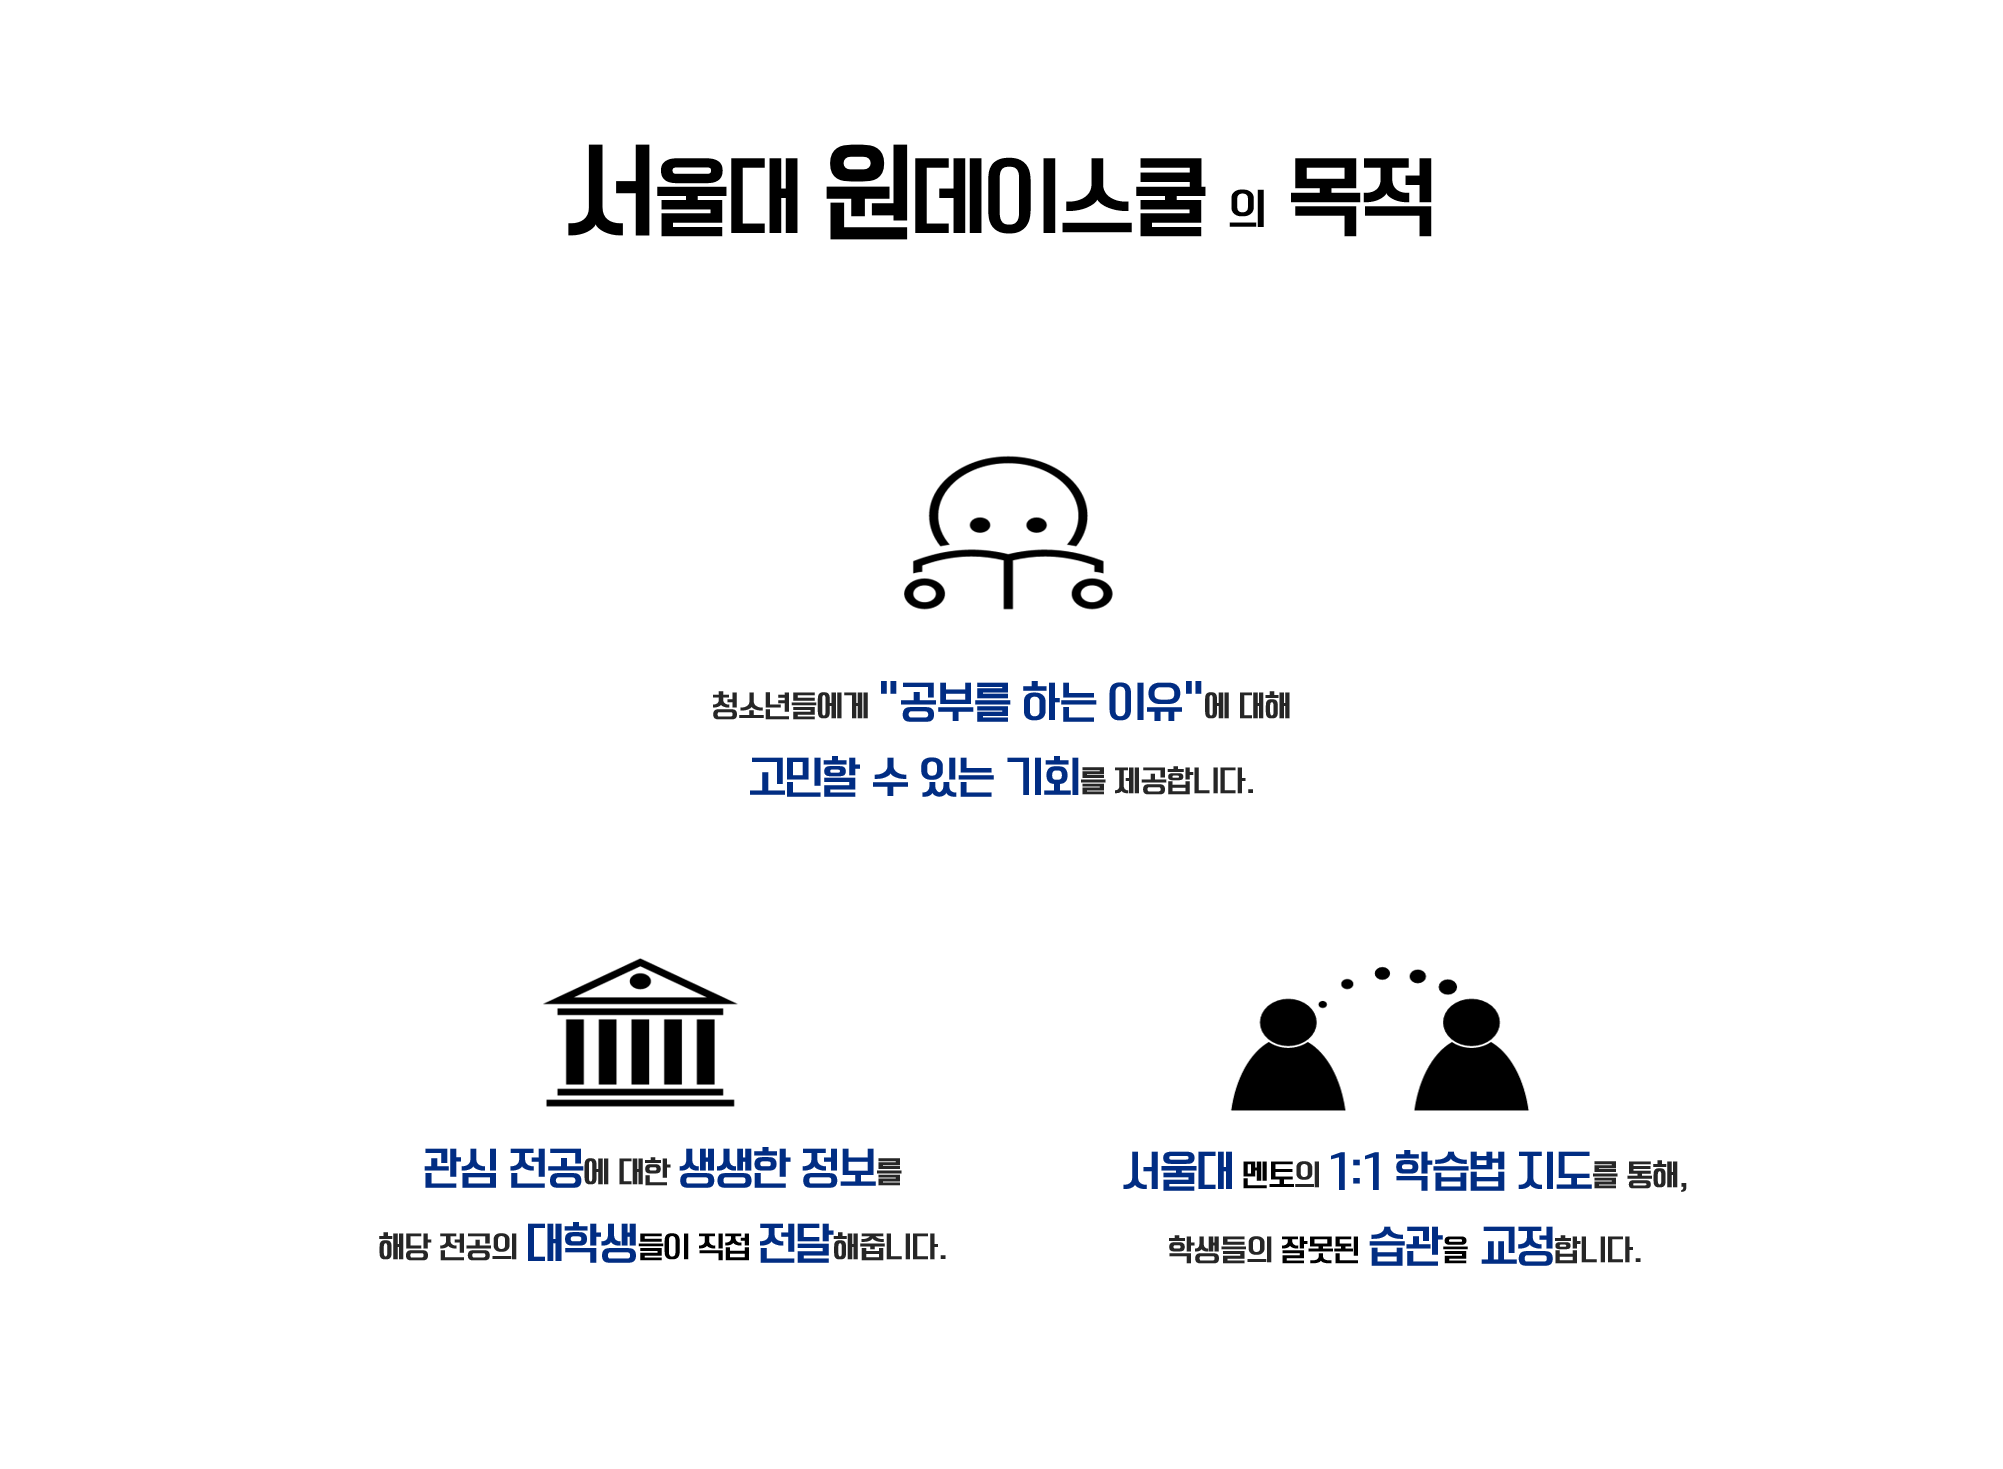 서울대 원데이스쿨 의 목적
청소년들에게 "공부를 하는 이유"에 대해
고민할 수 있는 기회를 제공합니다.
관심 전공에 대한 생생한 정보를
해당 전공의 대학생들이 직접 전달해줍니다.
서울대 멘토의 1:1 학습법 지도를 통해,
학생들의 잘못된 습관을 교정합니다.